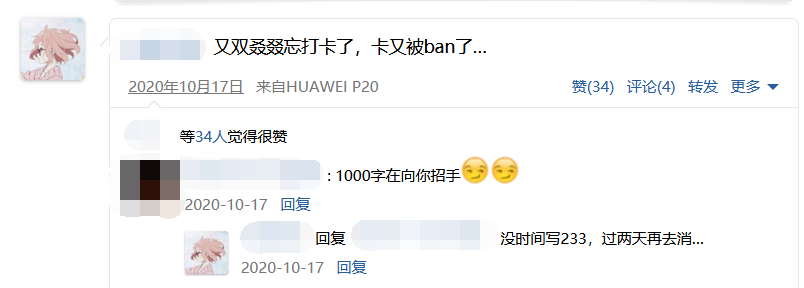 又双叒叕忘打卡了，卡又被ban了...
2020年10月17日 来自HUAWEI P20 赞(34) 评论(4) 转发 更多
等34人觉得很赞
: 1000字在向你招手😏😏
2020-10-17 回复
回复 没时间写233，过两天再去消...
2020-10-17 回复